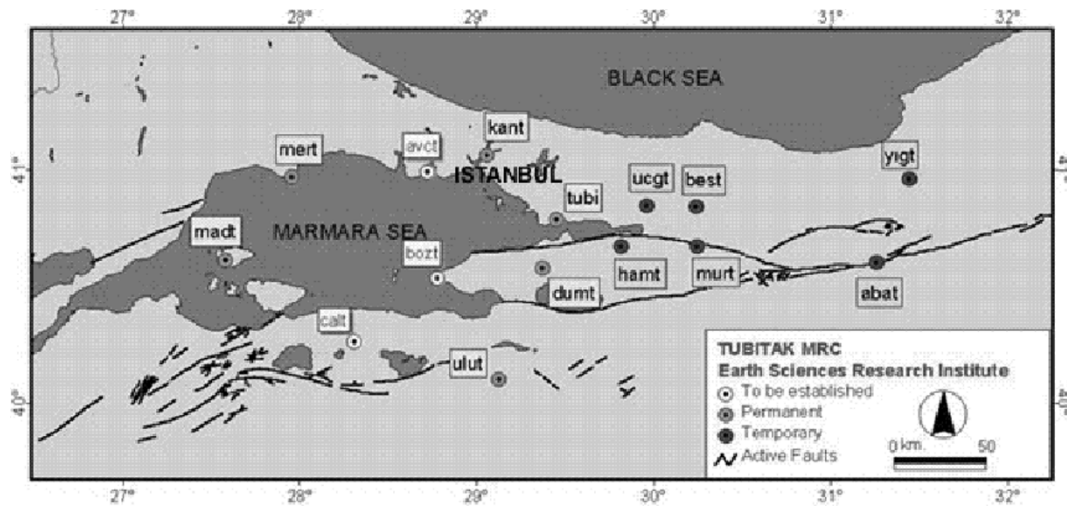 27° 28° 29° 30° 31° 32°
BLACK SEA
kant
41° 41°
mert avct yigt
ISTANBUL
ucgt best
tubi
madt MARMARA SEA
bozt
hamt murt
dumt abat
calt
ulut
TUBITAK MRC
Earth Sciences Research Institute
To be established
Permanent
Temporary
Active Faults
0 km. 50
40° 40°
27° 28° 29° 30° 31° 32°